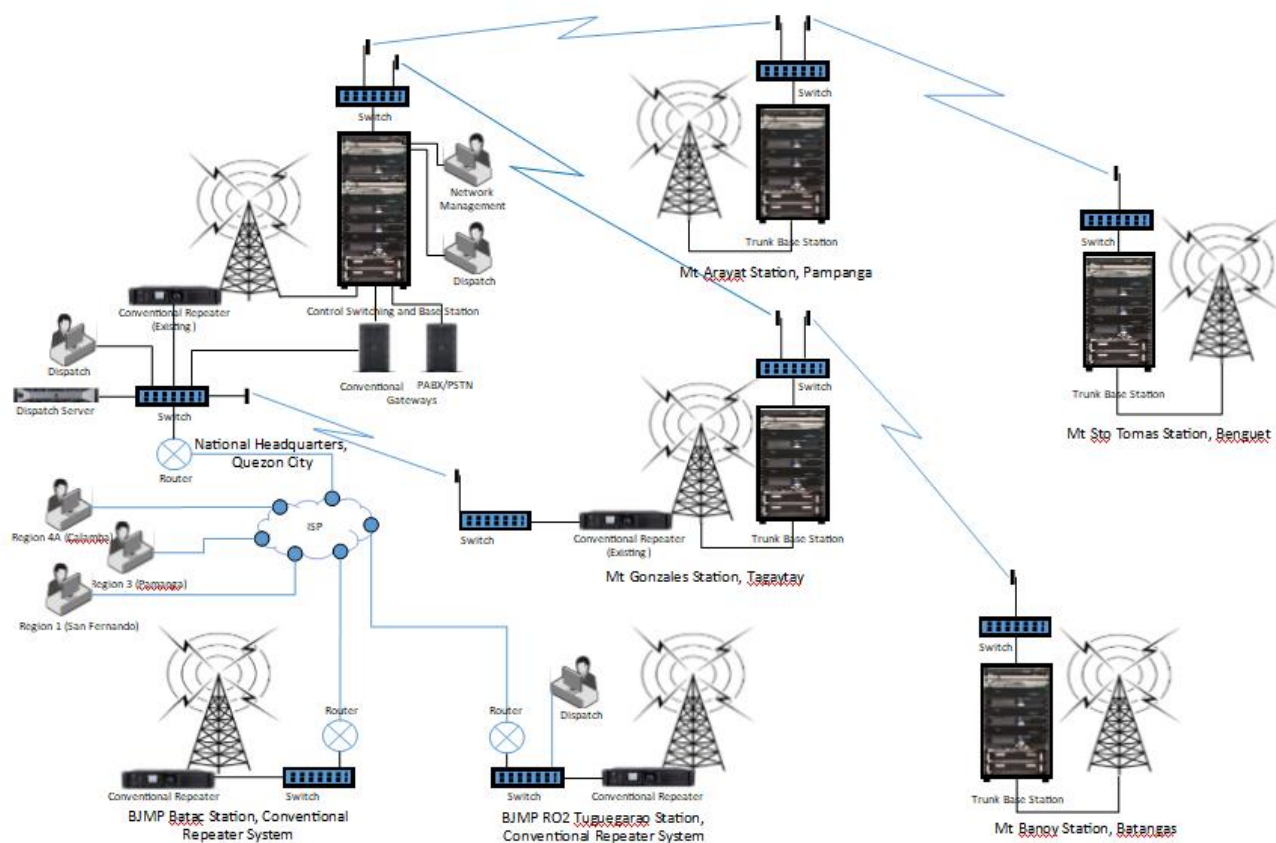 Switch
Switch
Network
Management
Trunk Base Station
Mt Arayat Station, Pampanga
Switch
Dispatch
Conventional Repeater
(Existing)
Control Switching and Base Station
Dispatch
Conventional
Gateways
PABX/PSTN
Dispatch Server
Switch
Switch
Trunk Base Station
Mt Sto Tomas Station, Benguet
National Headquarters,
Quezon City
Router
ISP
Region 4A (Calamba)
Region 3 (Pamanga)
Region 1 (San Fernando)
Switch
Conventional Repeater
(Existing)
Trunk Base Station
Mt Gonzales Station, Tagaytay
Switch
Router
Router
Dispatch
Conventional Repeater
Switch
BJMP Batac Station, Conventional
Repeater System
Switch
Conventional Repeater
BJMP RO2 Tuguegarao Station,
Conventional Repeater System
Trunk Base Station
Mt Banoy Station, Batangas